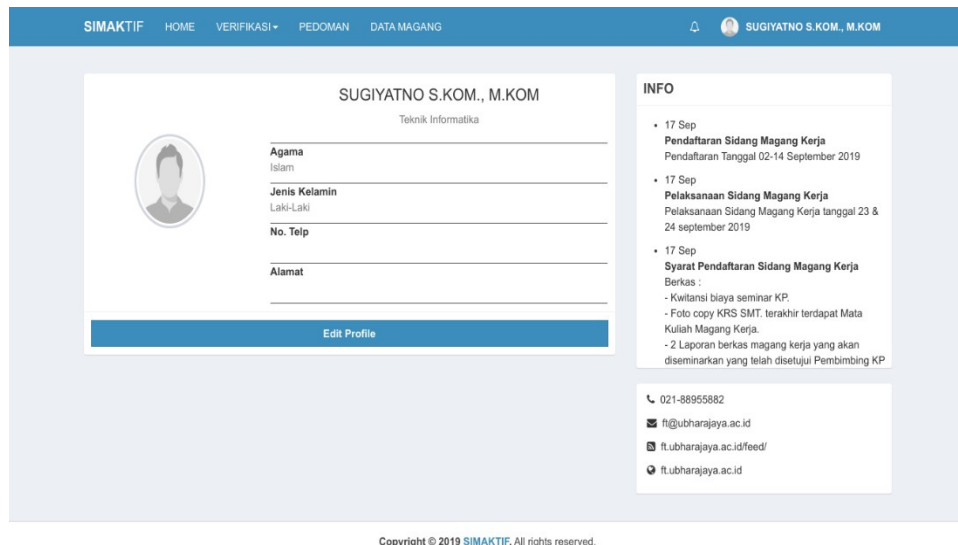 SIMAKTIF HOME VERIFIKASI PEDOMAN DATA MAGANG SUGIYATNO S.KOM., M.KOM
SUGIYATNO S.KOM., M.KOM
Teknik Informatika
Agama
Islam
Jenis Kelamin
Laki-Laki
No. Telp
Alamat
Edit Profile
INFO
• 17 Sep
Pendaftaran Sidang Magang Kerja
Pendaftaran Tanggal 02-14 September 2019
• 17 Sep
Pelaksanaan Sidang Magang Kerja
Pelaksanaan Sidang Magang Kerja tanggal 23 &
24 september 2019
• 17 Sep
Syarat Pendaftaran Sidang Magang Kerja
Berkas :
- Kwitansi biaya seminar KP.
- Foto copy KRS SMT. terakhir terdapat Mata
Kuliah Magang Kerja.
- 2 Laporan berkas magang kerja yang akan
diseminarkan yang telah disetujui Pembimbing KP
021-88955882
ft@ubharajaya.ac.id
ft.ubharajaya.ac.id/feed/
ft.ubharajaya.ac.id
Copyright © 2019 SIMAKTIF. All rights reserved.